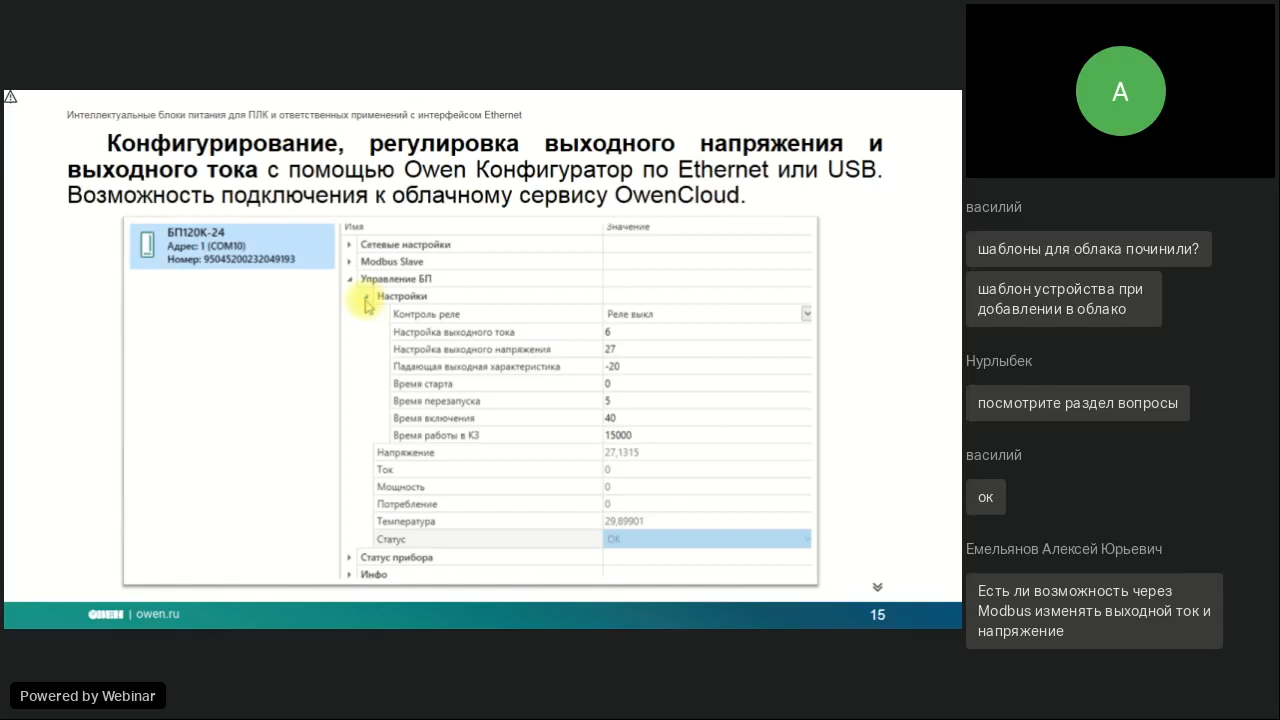 Интеллектуальные блоки питания для ПЛК и ответственных применений с интерфейсом Ethernet
Конфигурирование, регулировка выходного напряжения и
выходного тока с помощью Owen Конфигуратор по Ethernet или USB.
Возможность подключения к облачному сервису OwenCloud.
БП120К-24
Адрес: 1 (COM10)
Номер: 95045200232049193
Имя Значение
Сетевые настройки
Modbus Slave
Управление БП
Настройки
Контроль реле Реле выкл
Настройка выходного тока 6
Настройка выходного напряжения 27
Падающая выходная характеристика -20
Время старта 0
Время перезапуска 5
Время включения 40
Время работы в КЗ 15000
Напряжение 27,1315
Ток 0
Мощность 0
Потребление 0
Температура 29,89901
Статус ОК
Статус прибора
Инфо
ОВЕН | owen.ru
15
Powered by Webinar
А
василий
шаблоны для облака починили?
шаблон устройства при
добавлении в облако
Нурлыбек
посмотрите раздел вопросы
василий
ок
Емельянов Алексей Юрьевич
Есть ли возможность через
Modbus изменять выходной ток и
напряжение